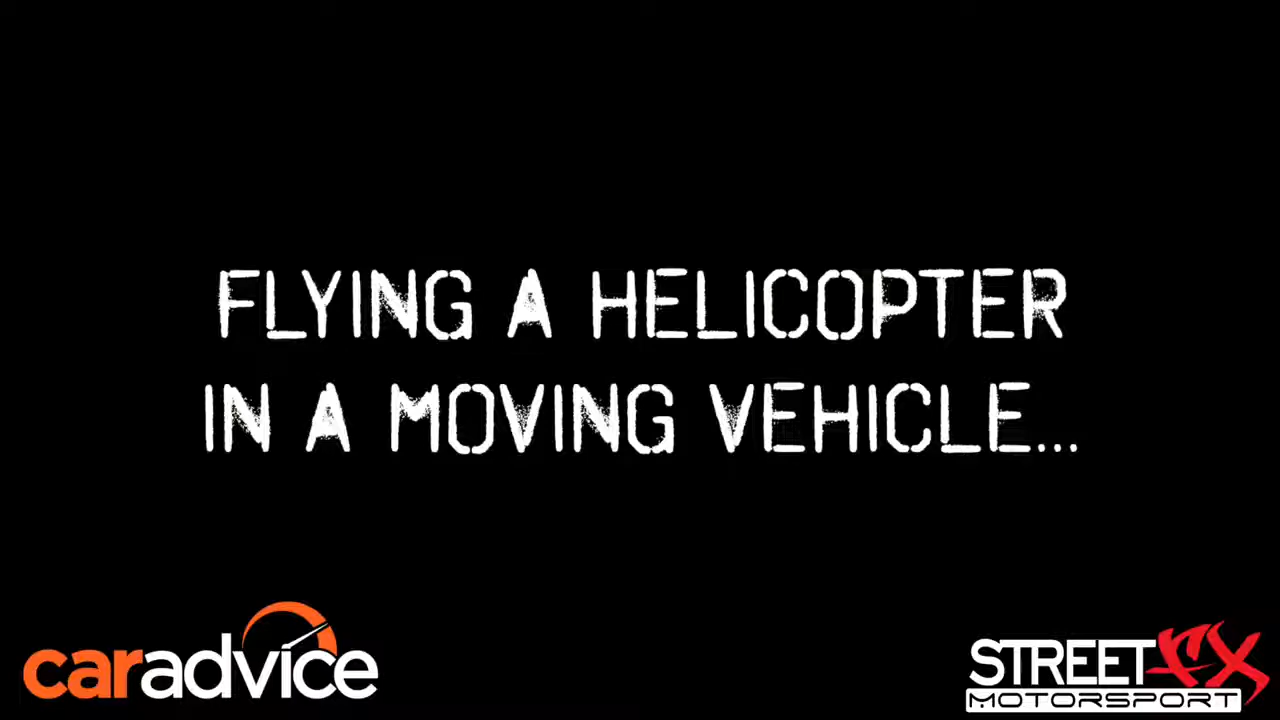 FLYING A HELICOPTER
IN A MOVING VEHICLE...
caradvice
STREET FX
MOTORSPORT